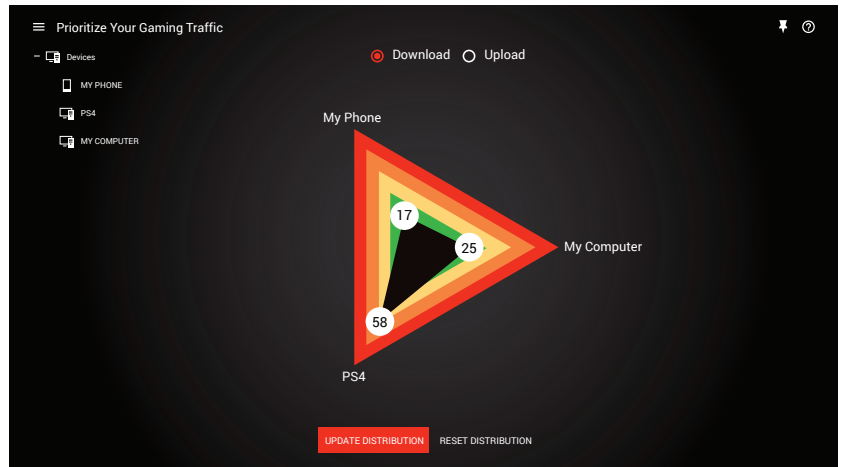 Prioritize Your Gaming Traffic
Devices
MY PHONE
PS4
MY COMPUTER
Download Upload
My Phone
17
25
My Computer
58
PS4
UPDATE DISTRIBUTION RESET DISTRIBUTION